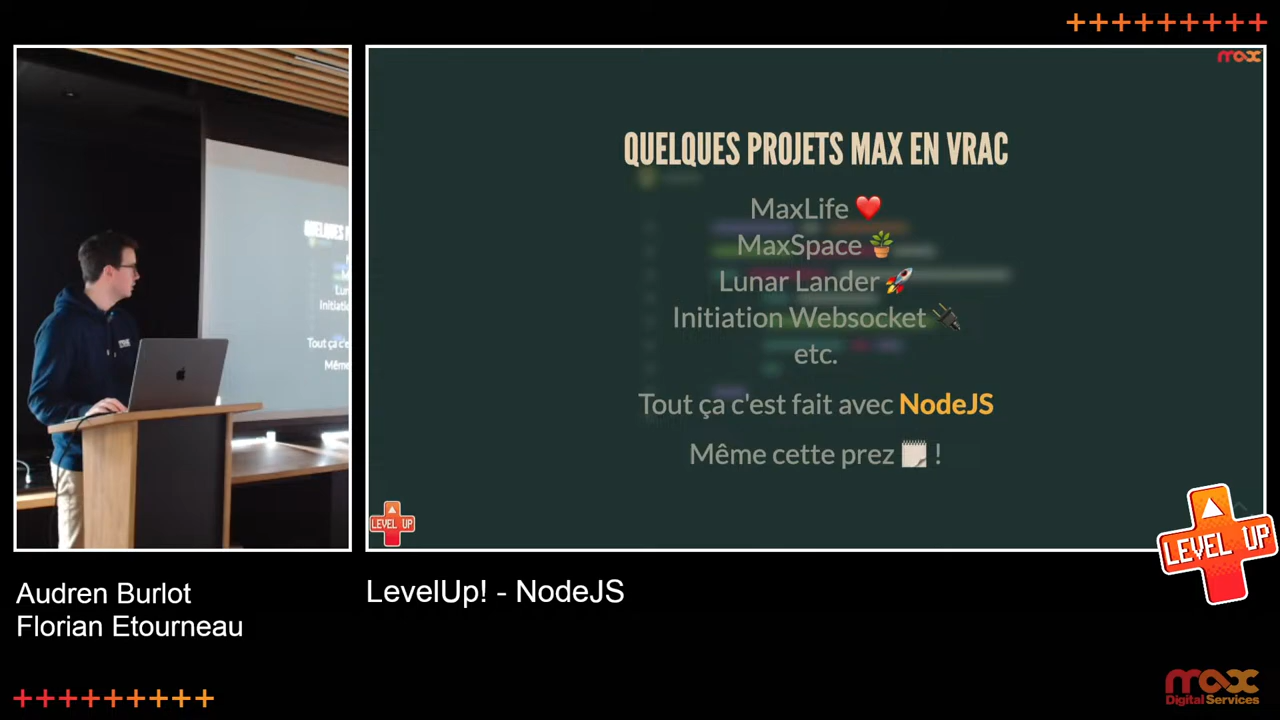 max
QUELQUES PROJETS MAX EN VRAC
MaxLife ❤️
MaxSpace 🪴
Lunar Lander 🚀
Initiation Websocket 🔌
etc.
Tout ça c'est fait avec NodeJS
Même cette prez 🗒️ !
LEVEL UP
LEVEL UP
Audren Burlot
Florian Etourneau
LevelUp! - NodeJS
max
Digital Services